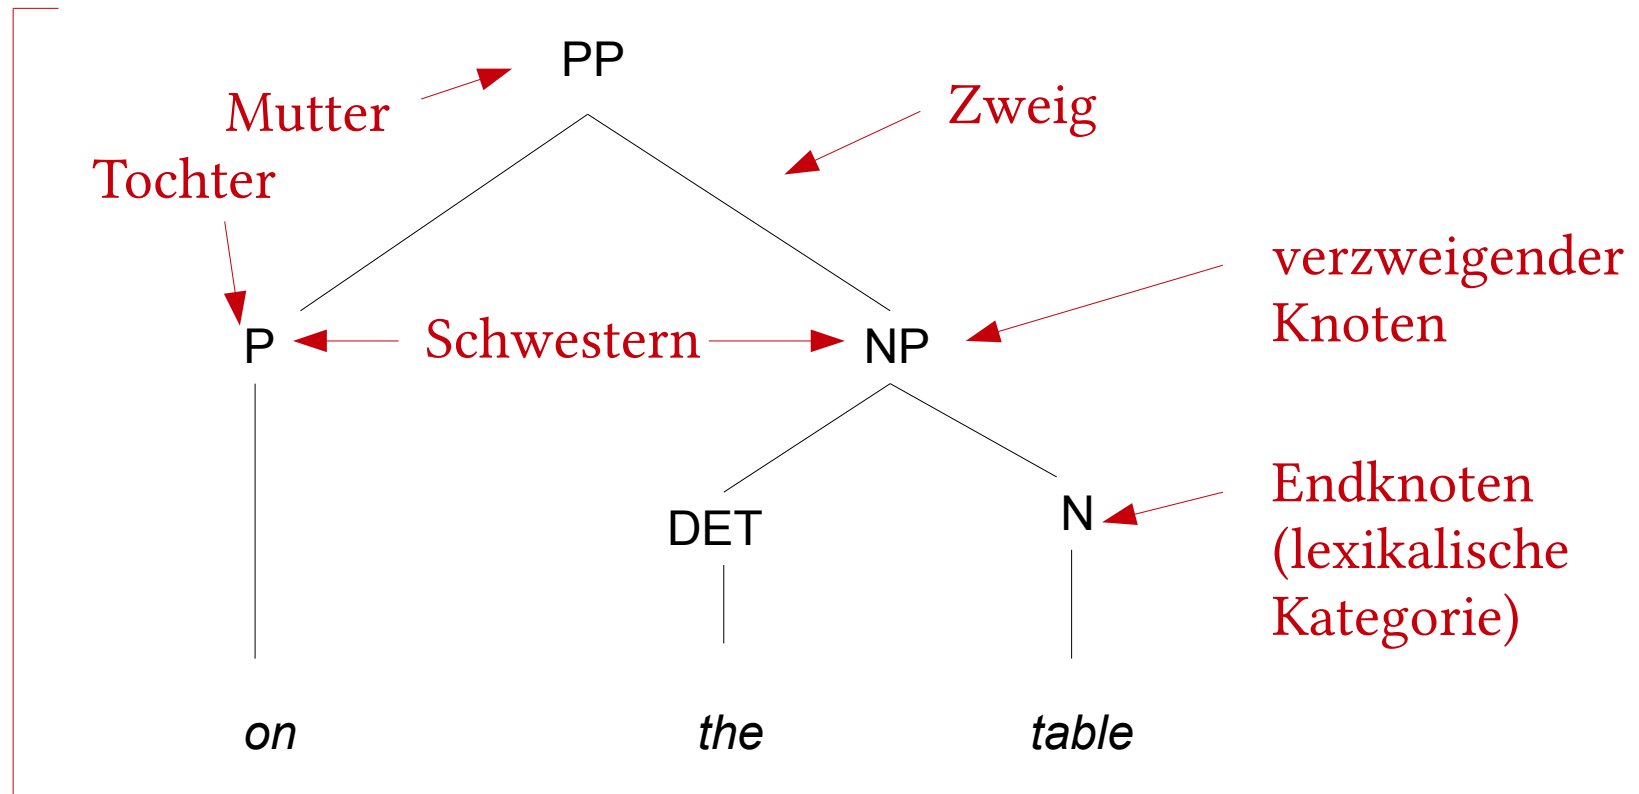 PP
Mutter
Zweig
Tochter
verzweigender
Knoten
P
Schwestern
NP
DET
N
Endknoten
(lexikalische
Kategorie)
on
the
table